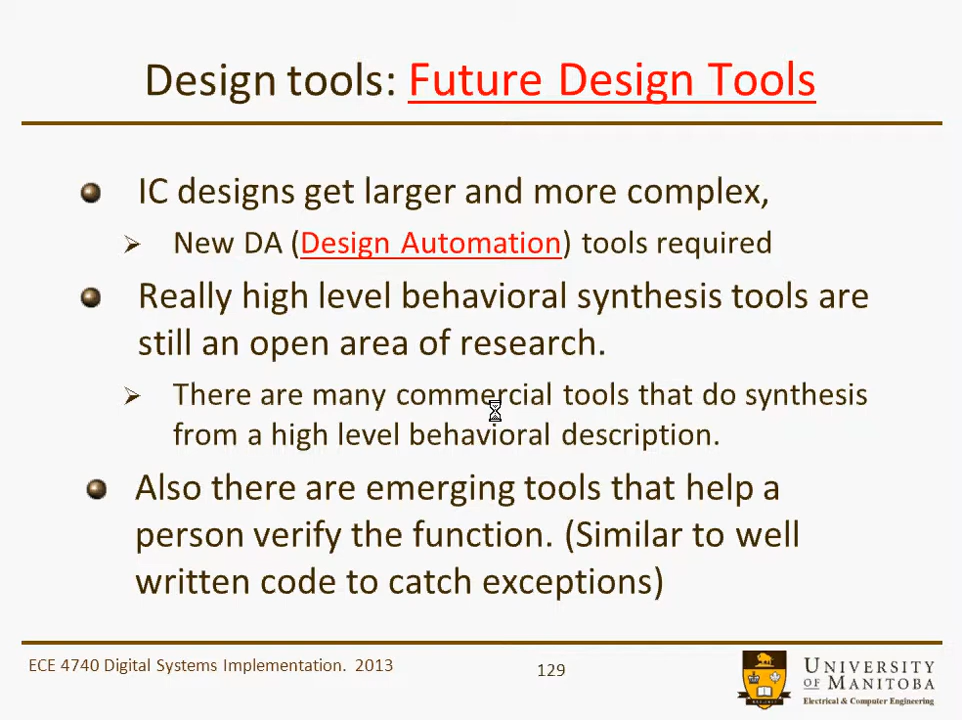 Design tools: Future Design Tools
IC designs get larger and more complex,
New DA (Design Automation) tools required
Really high level behavioral synthesis tools are
still an open area of research.
There are many commercial tools that do synthesis
from a high level behavioral description.
Also there are emerging tools that help a
person verify the function. (Similar to well
written code to catch exceptions)
ECE 4740 Digital Systems Implementation. 2013
129
UNIVERSITY
OF MANITOBA
Electrical & Computer Engineering